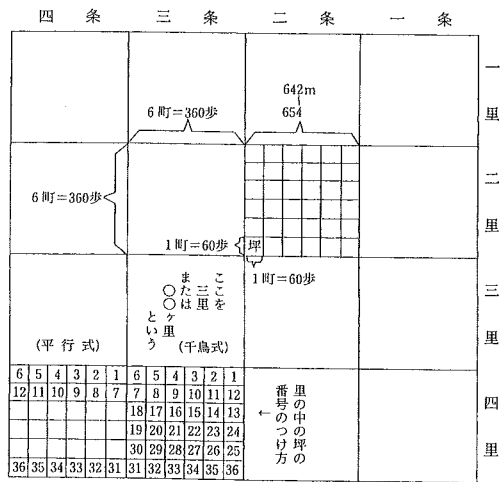 四条 三条 二条 一条
一里
642m
654
6町=360歩
二里
6町=360歩
1町=60歩
坪
1町=60歩
三里
ここを
三里
または
〇〇ヶ里
という
(平行式) (千鳥式)
四里
6 5 4 3 2 1 6 5 4 3 2 1
12 11 10 9 8 7 7 8 9 10 11 12
18 17 16 15 14 13
19 20 21 22 23 24
30 29 28 27 26 25
36 35 34 33 32 31 31 32 33 34 35 36
里の中の坪の
番号のつけ方
←